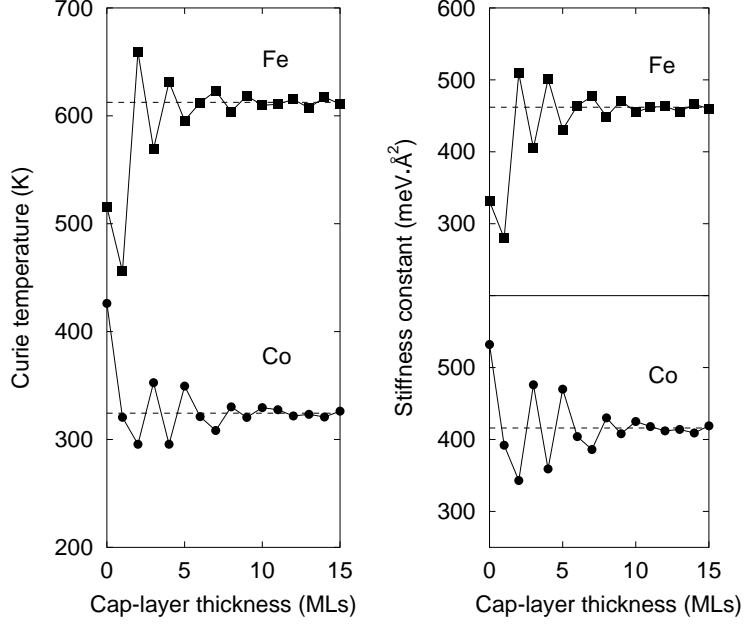 700
600
500
400
300
200
Curie temperature (K)
Fe
Co
0 5 10 15
Cap-layer thickness (MLs)
600
500
400
300
500
400
300
Stiffness constant (meV·Å²)
Fe
Co
0 5 10 15
Cap-layer thickness (MLs)